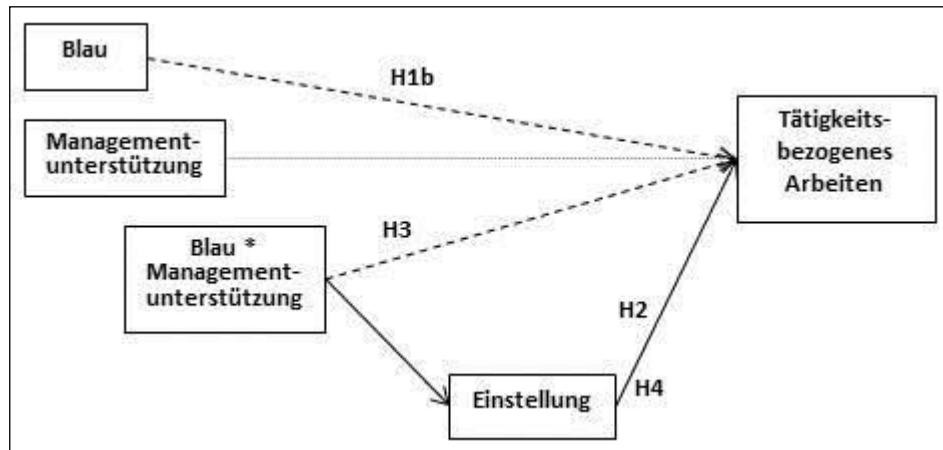 Blau
H1b
Management-
unterstützung
Tätigkeits-
bezogenes
Arbeiten
Blau *
Management-
unterstützung
H3
H2
Einstellung
H4